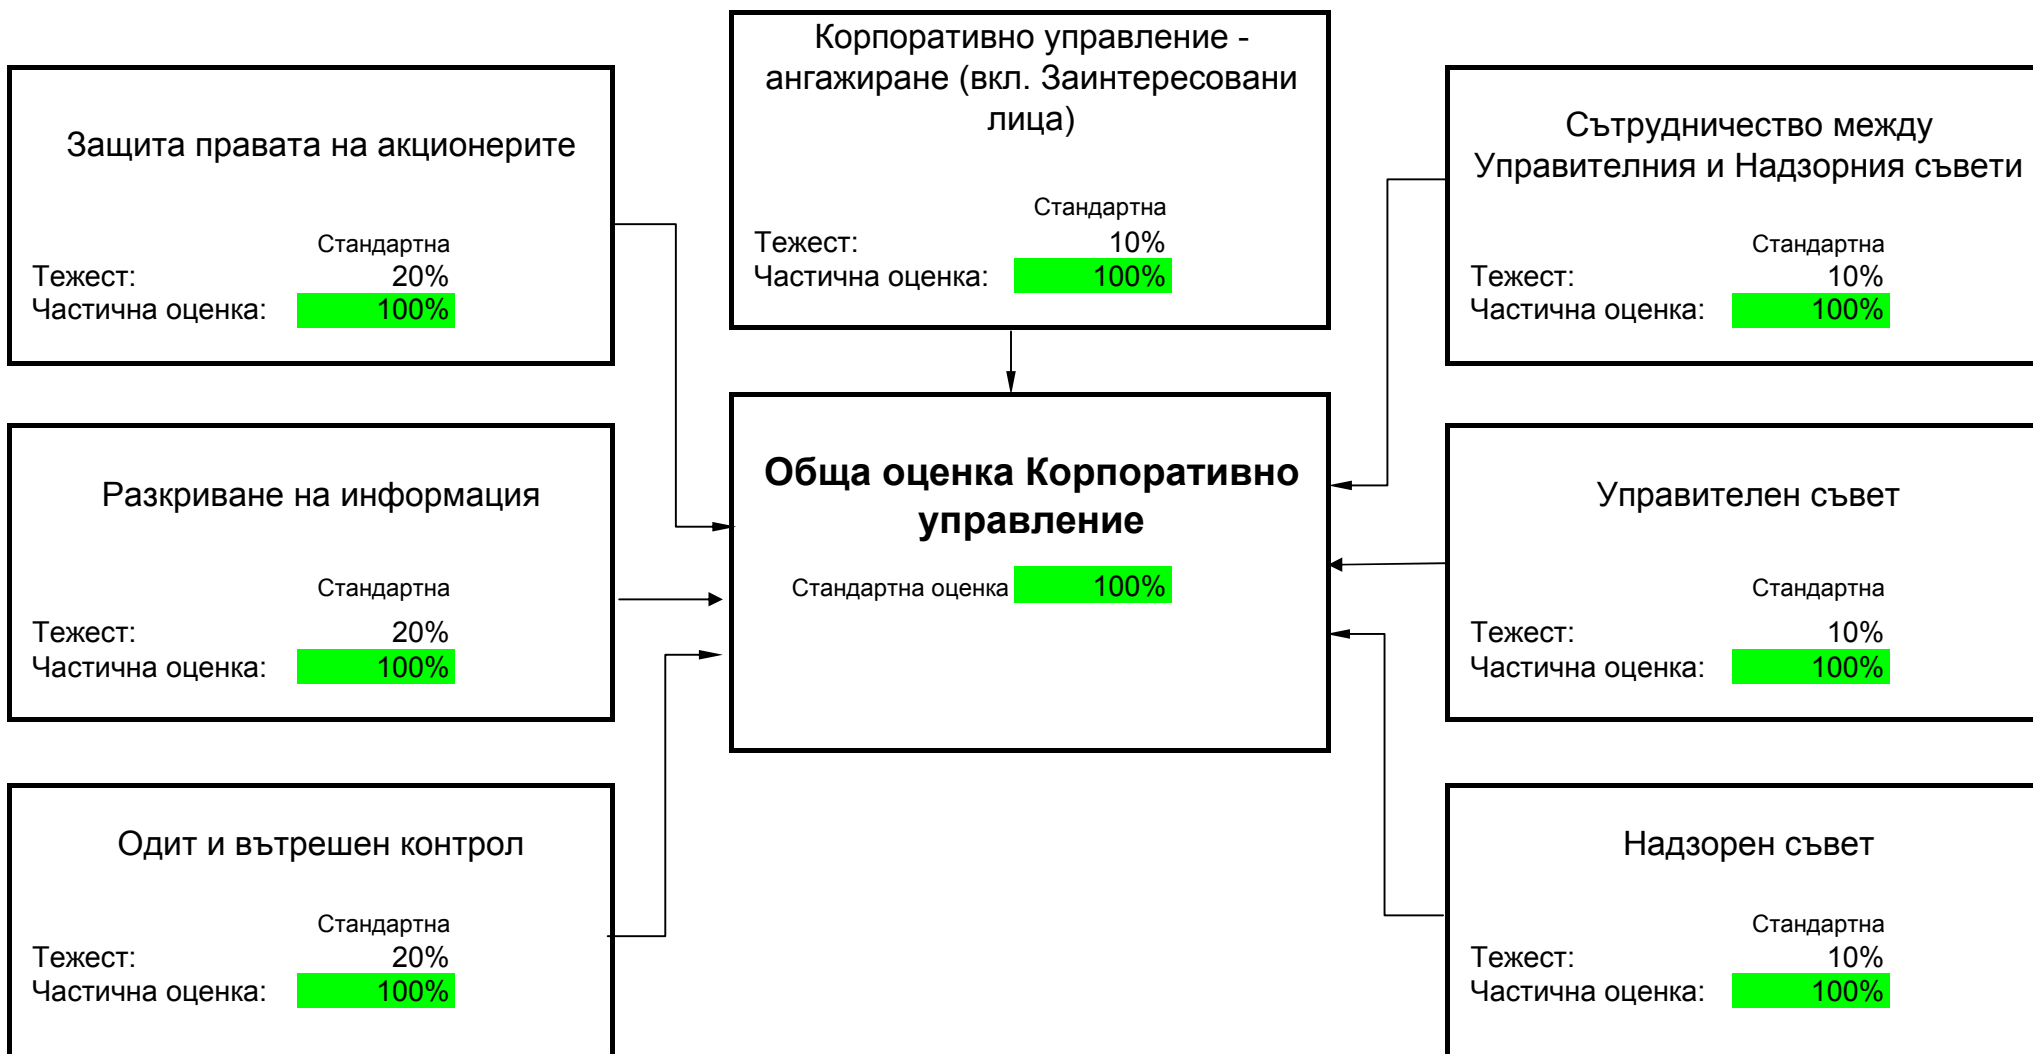 Корпоративно управление -
ангажиране (вкл. Заинтересовани
лица)
Стандартна
Тежест: 10%
Частична оценка: 100%
Защита правата на акционерите
Стандартна
Тежест: 20%
Частична оценка: 100%
Сътрудничество между
Управителния и Надзорния съвети
Стандартна
Тежест: 10%
Частична оценка: 100%
Разкриване на информация
Стандартна
Тежест: 20%
Частична оценка: 100%
Обща оценка Корпоративно
управление
Стандартна оценка 100%
Управителен съвет
Стандартна
Тежест: 10%
Частична оценка: 100%
Одит и вътрешен контрол
Стандартна
Тежест: 20%
Частична оценка: 100%
Надзорен съвет
Стандартна
Тежест: 10%
Частична оценка: 100%